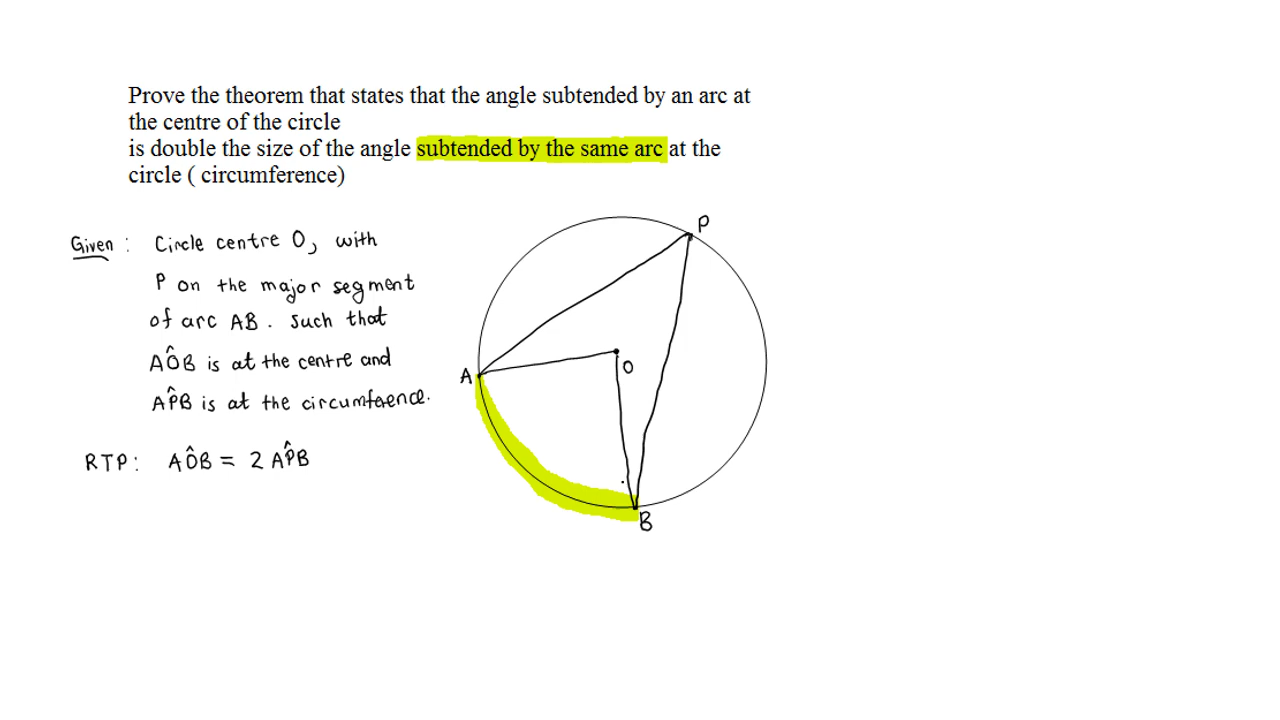 Prove the theorem that states that the angle subtended by an arc at
the centre of the circle
is double the size of the angle subtended by the same arc at the
circle ( circumference)
Given : Circle centre O, with
P on the major segment
of arc AB . Such that
AÔB is at the centre and
AP̂B is at the circumference.
RTP: AÔB = 2 AP̂B
P
A
O
B